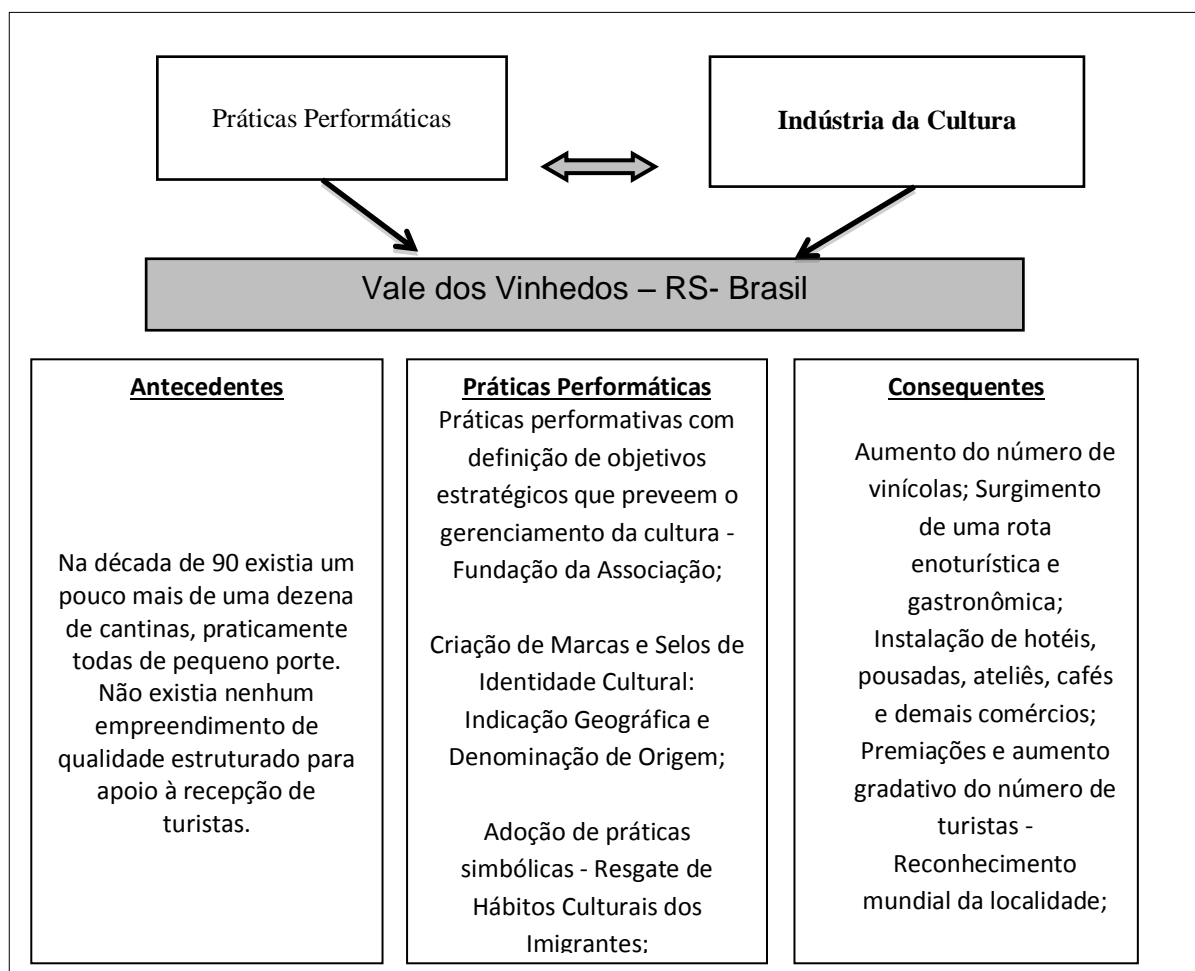 Práticas Performáticas
Indústria da Cultura
Vale dos Vinhedos – RS- Brasil
Antecedentes
Na década de 90 existia um
pouco mais de uma dezena
de cantinas, praticamente
todas de pequeno porte.
Não existia nenhum
empreendimento de
qualidade estruturado para
apoio à recepção de
turistas.
Práticas Performáticas
Práticas performativas com
definição de objetivos
estratégicos que preveem o
gerenciamento da cultura -
Fundação da Associação;
Criação de Marcas e Selos de
Identidade Cultural:
Indicação Geográfica e
Denominação de Origem;
Adoção de práticas
simbólicas - Resgate de
Hábitos Culturais dos
Imigrantes;
Consequentes
Aumento do número de
vinícolas; Surgimento
de uma rota
enoturística e
gastronômica;
Instalação de hotéis,
pousadas, ateliês, cafés
e demais comércios;
Premiações e aumento
gradativo do número de
turistas -
Reconhecimento
mundial da localidade;